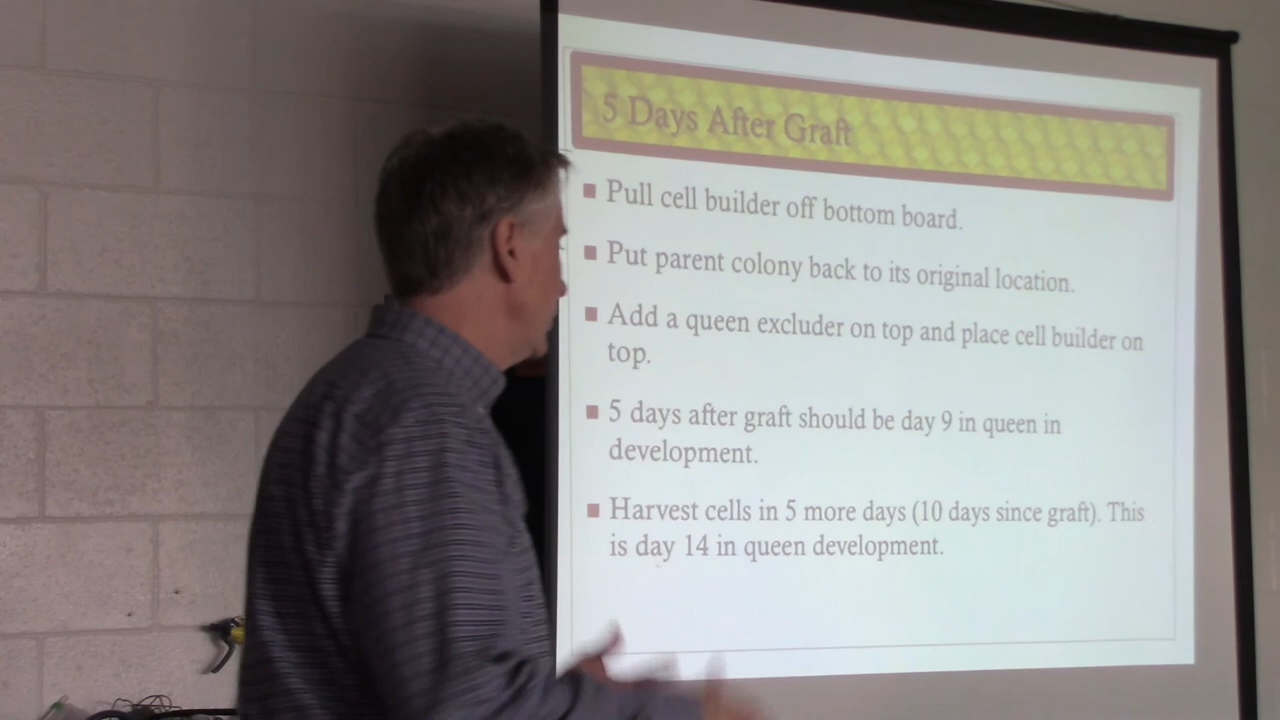 5 Days After Graft
Pull cell builder off bottom board.
Put parent colony back to its original location.
Add a queen excluder on top and place cell builder on
top.
5 days after graft should be day 9 in queen in
development.
Harvest cells in 5 more days (10 days since graft). This
is day 14 in queen development.